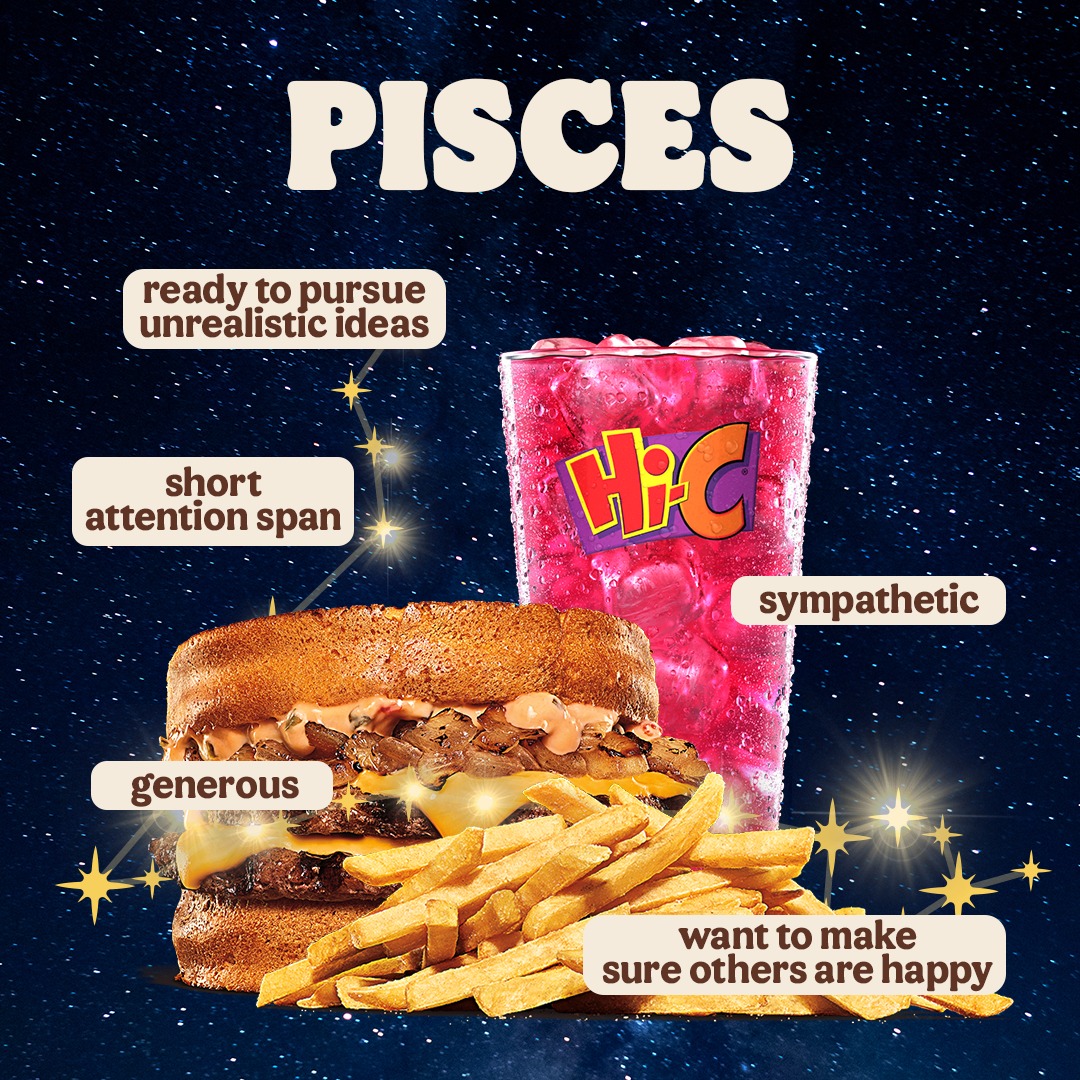 PISCES
ready to pursue
unrealistic ideas
Hi-C
short
attention span
sympathetic
generous
want to make
sure others are happy